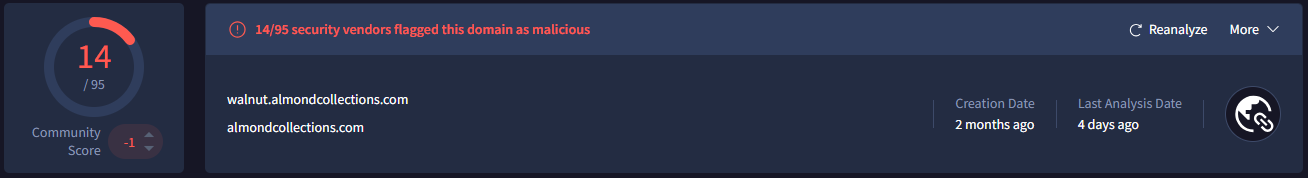 14
/ 95
Community
Score
-1
14/95 security vendors flagged this domain as malicious
Reanalyze
More
walnut.almondcollections.com
almondcollections.com
Creation Date
2 months ago
Last Analysis Date
4 days ago